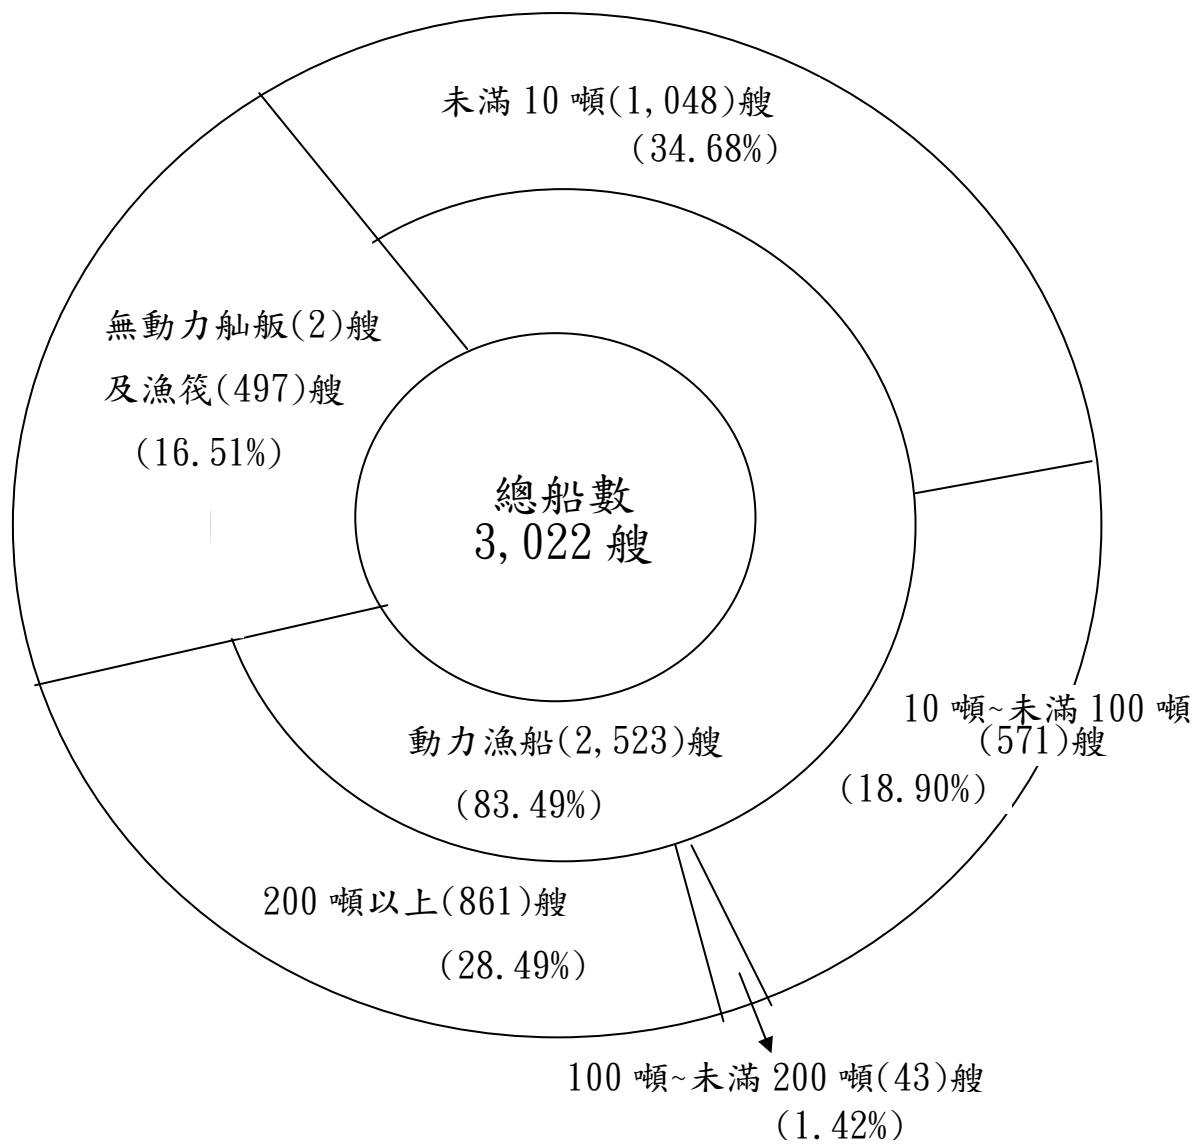 未滿 10 噸(1,048)艘
(34.68%)
無動力舢舨(2)艘
及漁筏(497)艘
(16.51%)
總船數
3,022 艘
10 噸~未滿 100 噸
(571)艘
(18.90%)
動力漁船(2,523)艘
(83.49%)
200 噸以上(861)艘
(28.49%)
100 噸~未滿 200 噸(43)艘
(1.42%)